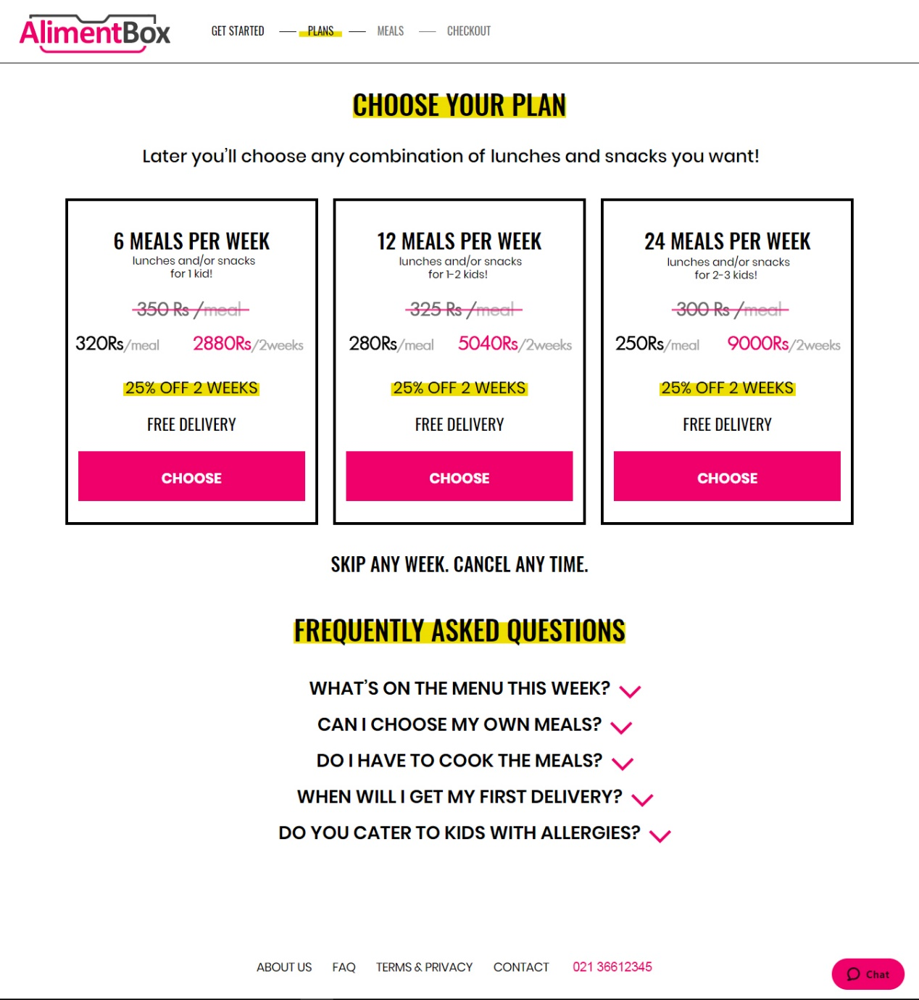 AlimentBox
GET STARTED PLANS MEALS CHECKOUT
CHOOSE YOUR PLAN
Later you'll choose any combination of lunches and snacks you want!
6 MEALS PER WEEK
lunches and/or snacks
for 1 kid!
350 Rs /meal
320Rs/meal 2880Rs/2weeks
25% OFF 2 WEEKS
FREE DELIVERY
CHOOSE
12 MEALS PER WEEK
lunches and/or snacks
for 1-2 kids!
325 Rs /meal
280Rs/meal 5040Rs/2weeks
25% OFF 2 WEEKS
FREE DELIVERY
CHOOSE
24 MEALS PER WEEK
lunches and/or snacks
for 2-3 kids!
300 Rs /meal
250Rs/meal 9000Rs/2weeks
25% OFF 2 WEEKS
FREE DELIVERY
CHOOSE
SKIP ANY WEEK. CANCEL ANY TIME.
FREQUENTLY ASKED QUESTIONS
WHAT'S ON THE MENU THIS WEEK?
CAN I CHOOSE MY OWN MEALS?
DO I HAVE TO COOK THE MEALS?
WHEN WILL I GET MY FIRST DELIVERY?
DO YOU CATER TO KIDS WITH ALLERGIES?
ABOUT US FAQ TERMS & PRIVACY CONTACT 021 36612345
Chat